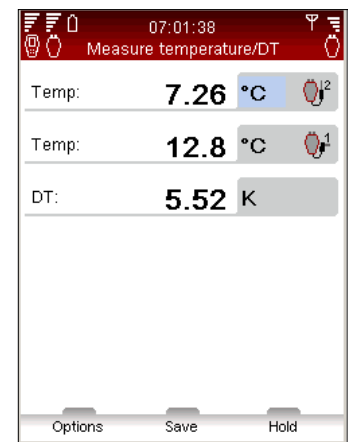 07:01:38
Measure temperature/DT
Temp: 7.26 °C 2
Temp: 12.8 °C 1
DT: 5.52 K
Options Save Hold